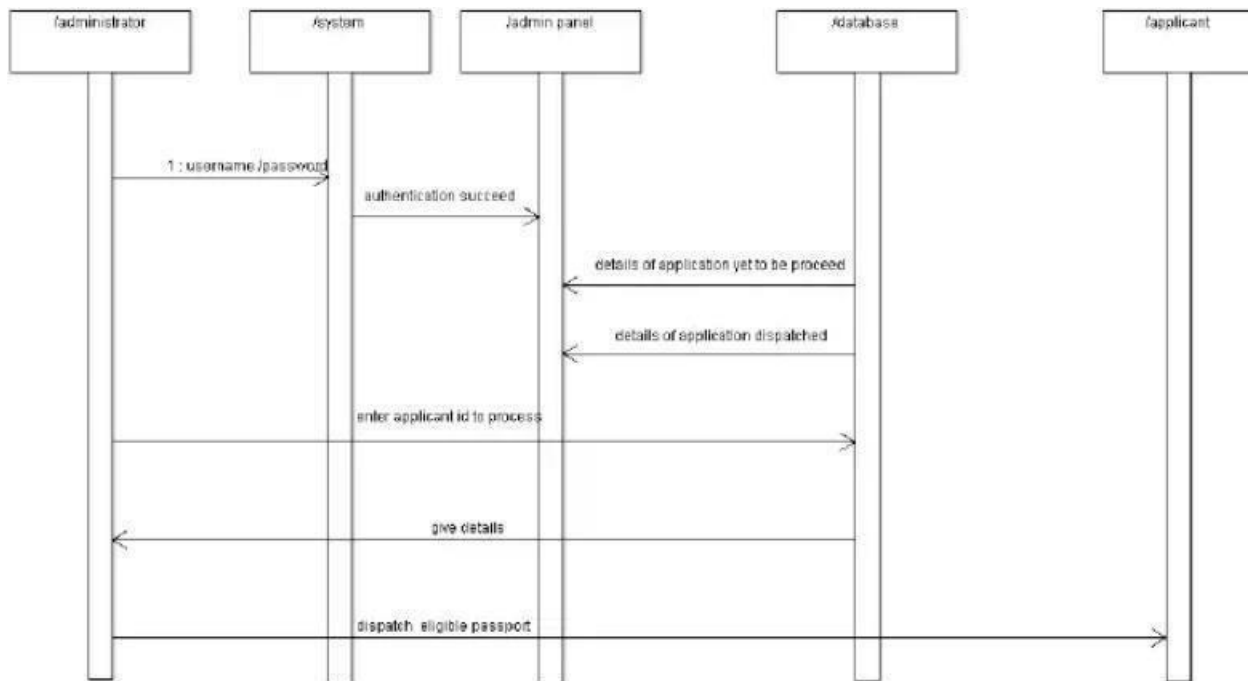 /administrator
/system
/admin panel
/database
/applicant
1 : username /password
authentication succeed
details of application yet to be proceed
details of application dispatched
enter applicant id to process
give details
dispatch eligible passport